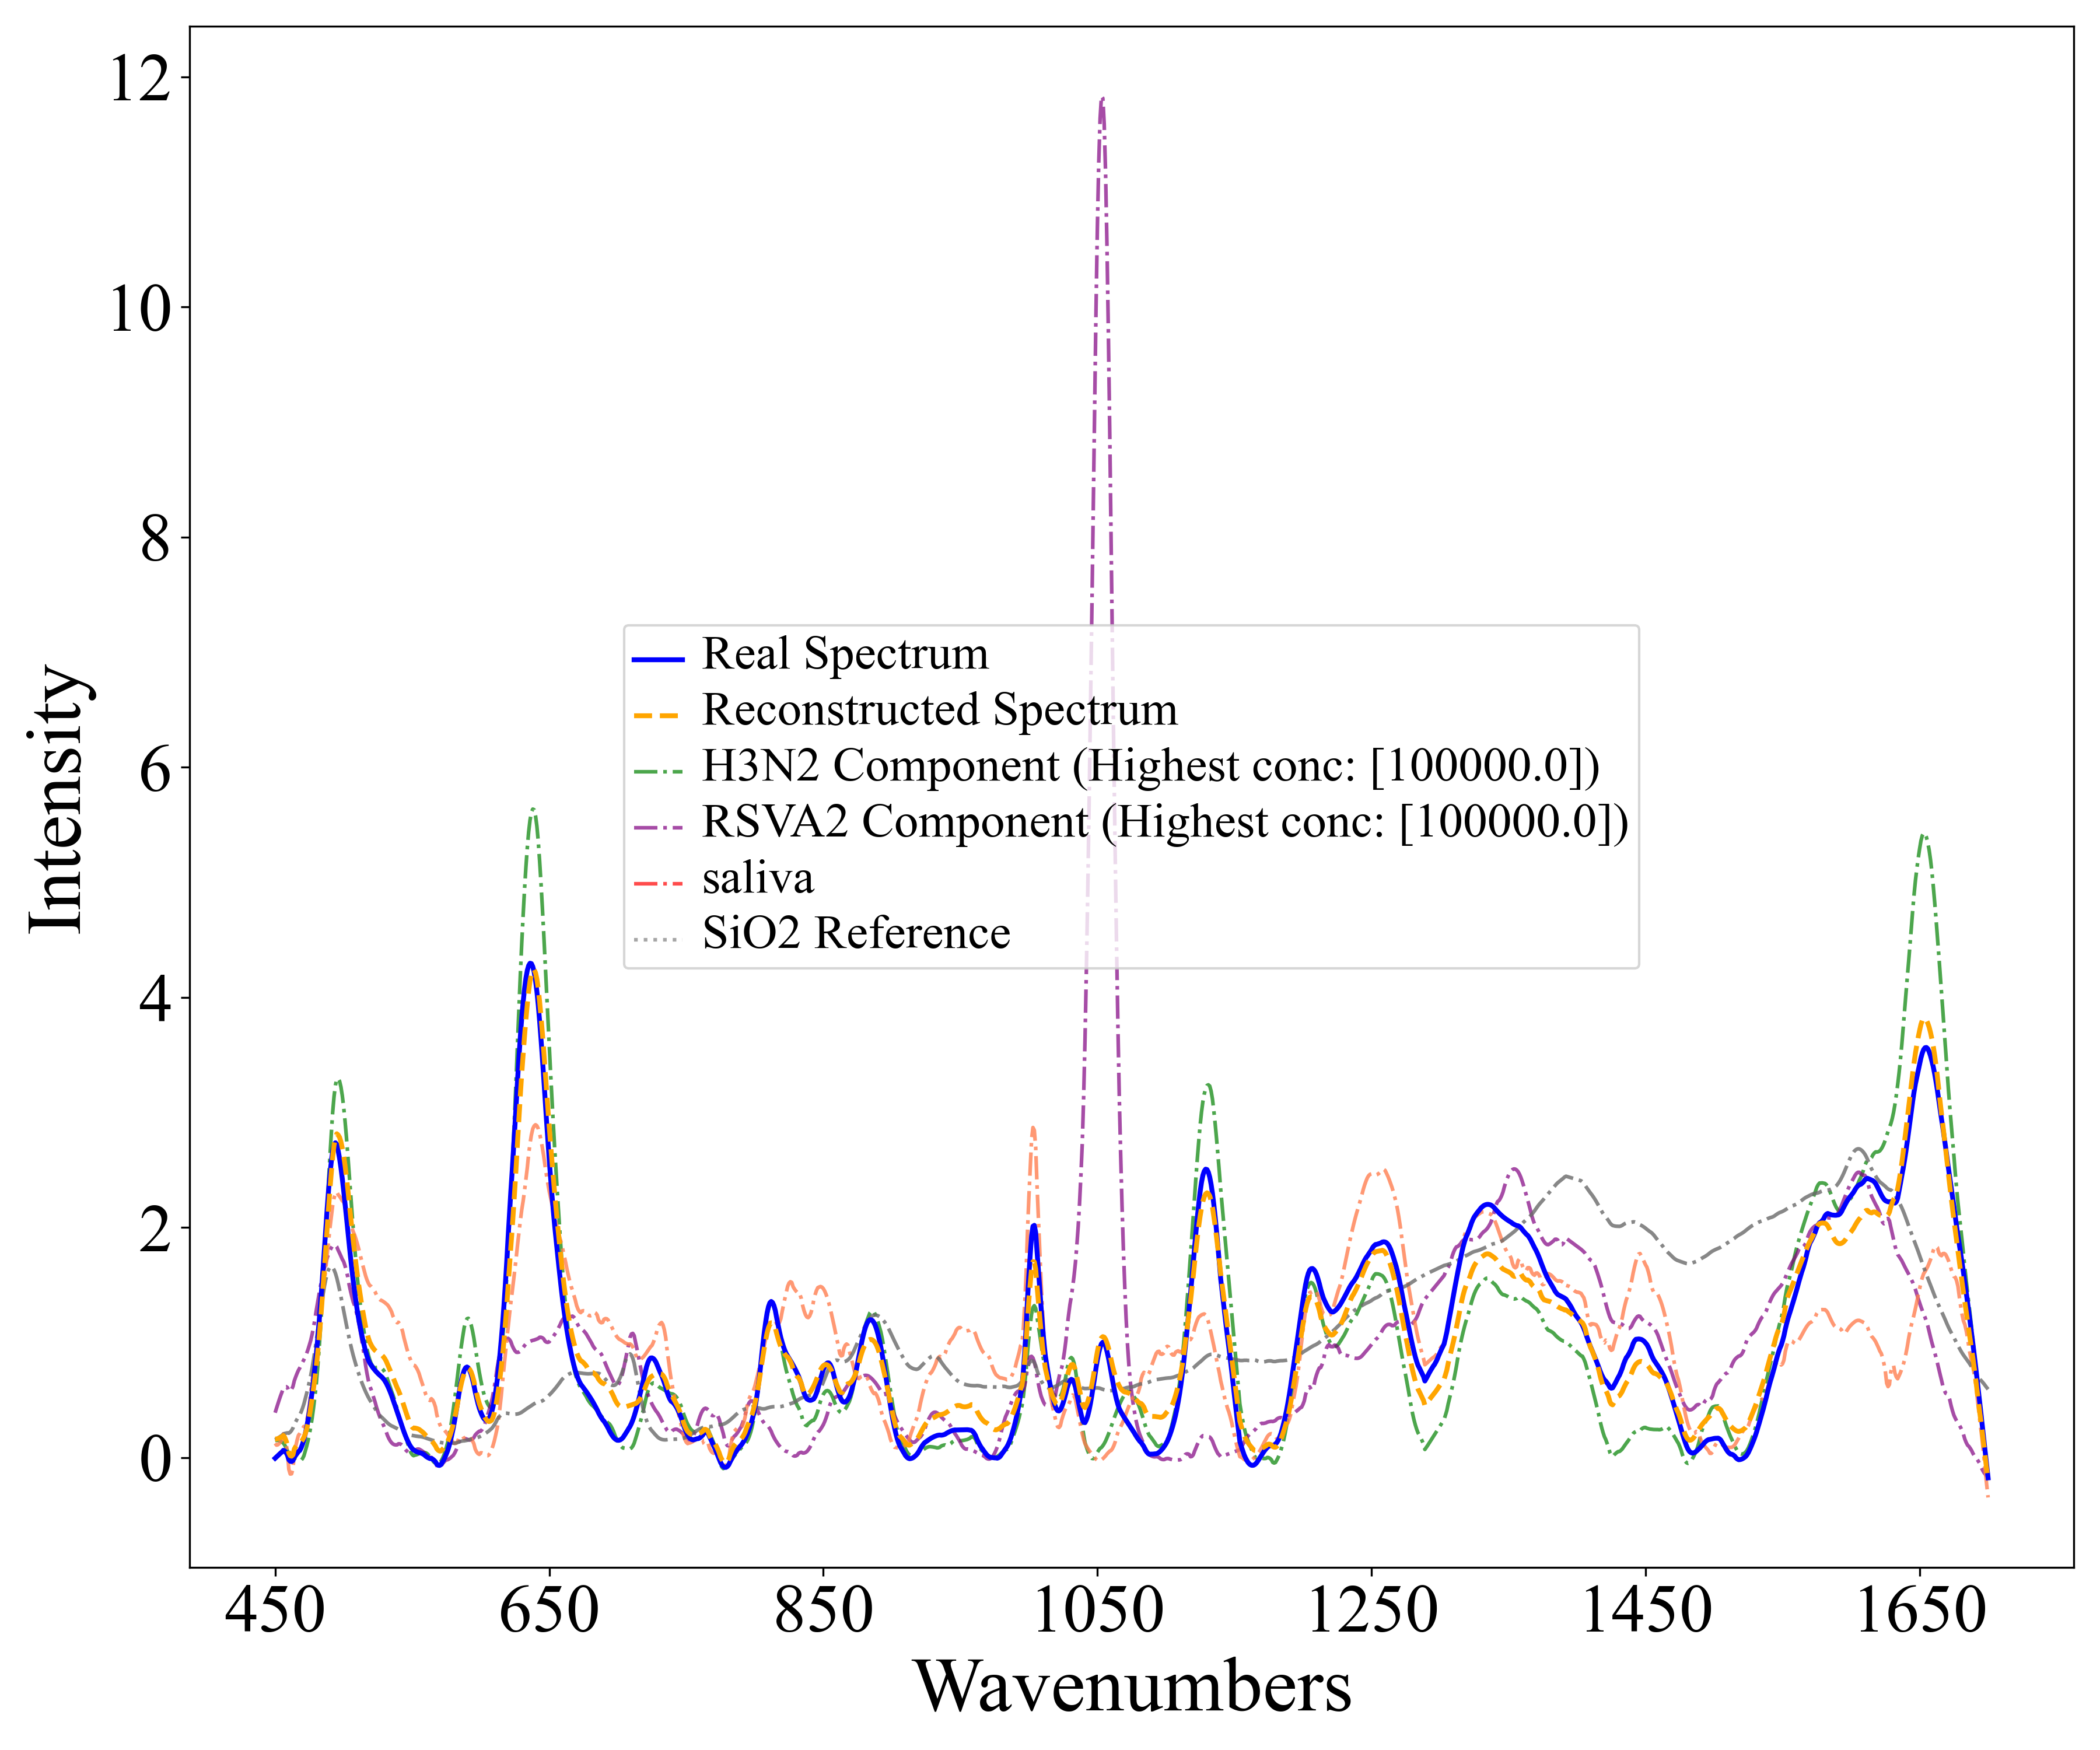 12
10
8
6
4
2
0
Intensity
Real Spectrum
Reconstructed Spectrum
H3N2 Component (Highest conc: [100000.0])
RSVA2 Component (Highest conc: [100000.0])
saliva
SiO2 Reference
450 650 850 1050 1250 1450 1650
Wavenumbers